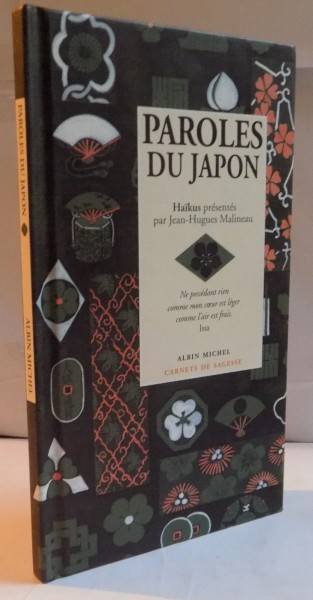 PAROLES DU JAPON
ALBIN MICHEL
PAROLES
DU JAPON
Haïkus présentés
par Jean-Hugues Malineau
Ne possédant rien
comme mon cœur est léger
comme l'air est frais.
Issa
ALBIN MICHEL
CARNETS DE SAGESSE